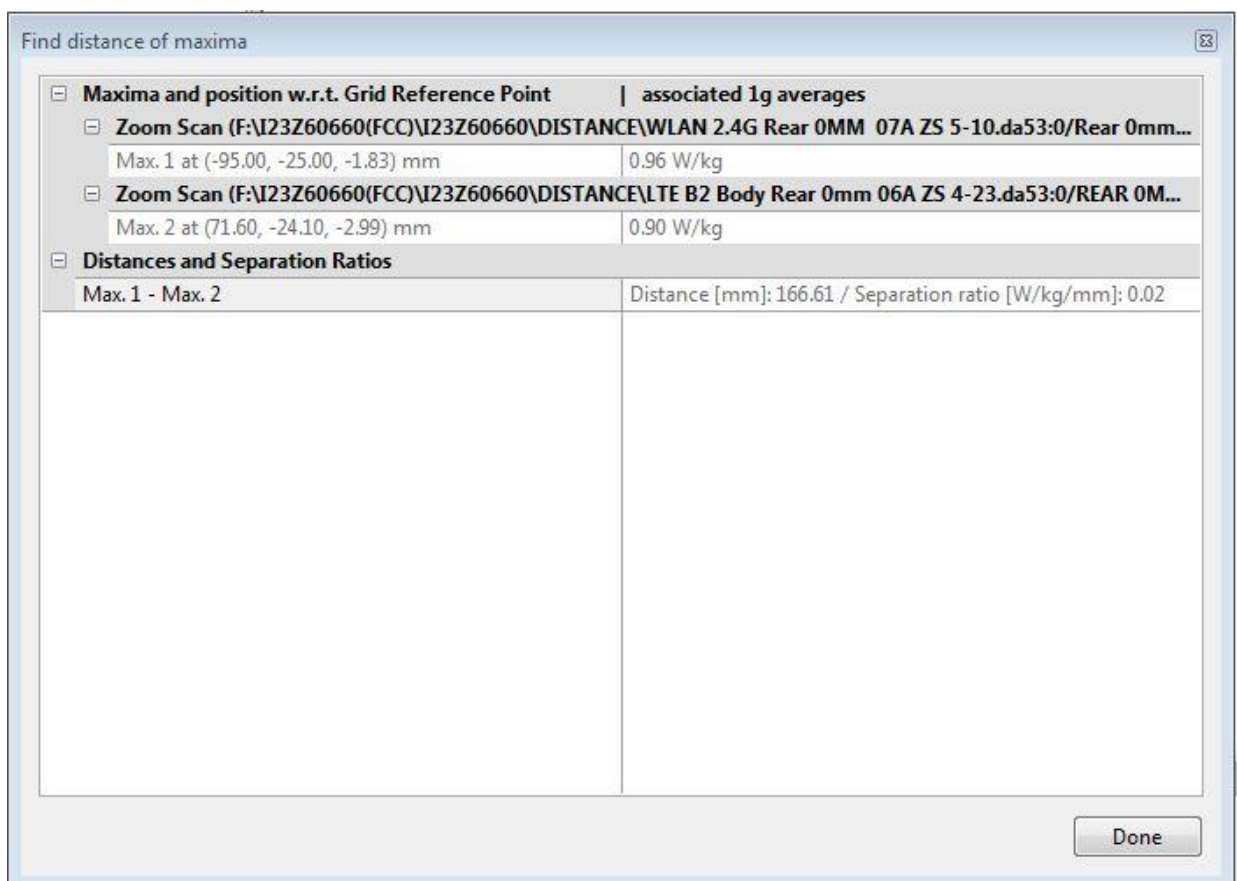 Find distance of maxima
Maxima and position w.r.t. Grid Reference Point | associated 1g averages
Zoom Scan (F:\I23Z60660(FCC)\I23Z60660\DISTANCE\WLAN 2.4G Rear 0MM 07A ZS 5-10.da53:0/Rear 0mm...
Max. 1 at (-95.00, -25.00, -1.83) mm 0.96 W/kg
Zoom Scan (F:\I23Z60660(FCC)\I23Z60660\DISTANCE\LTE B2 Body Rear 0mm 06A ZS 4-23.da53:0/REAR 0M...
Max. 2 at (71.60, -24.10, -2.99) mm 0.90 W/kg
Distances and Separation Ratios
Max. 1 - Max. 2 Distance [mm]: 166.61 / Separation ratio [W/kg/mm]: 0.02
Done